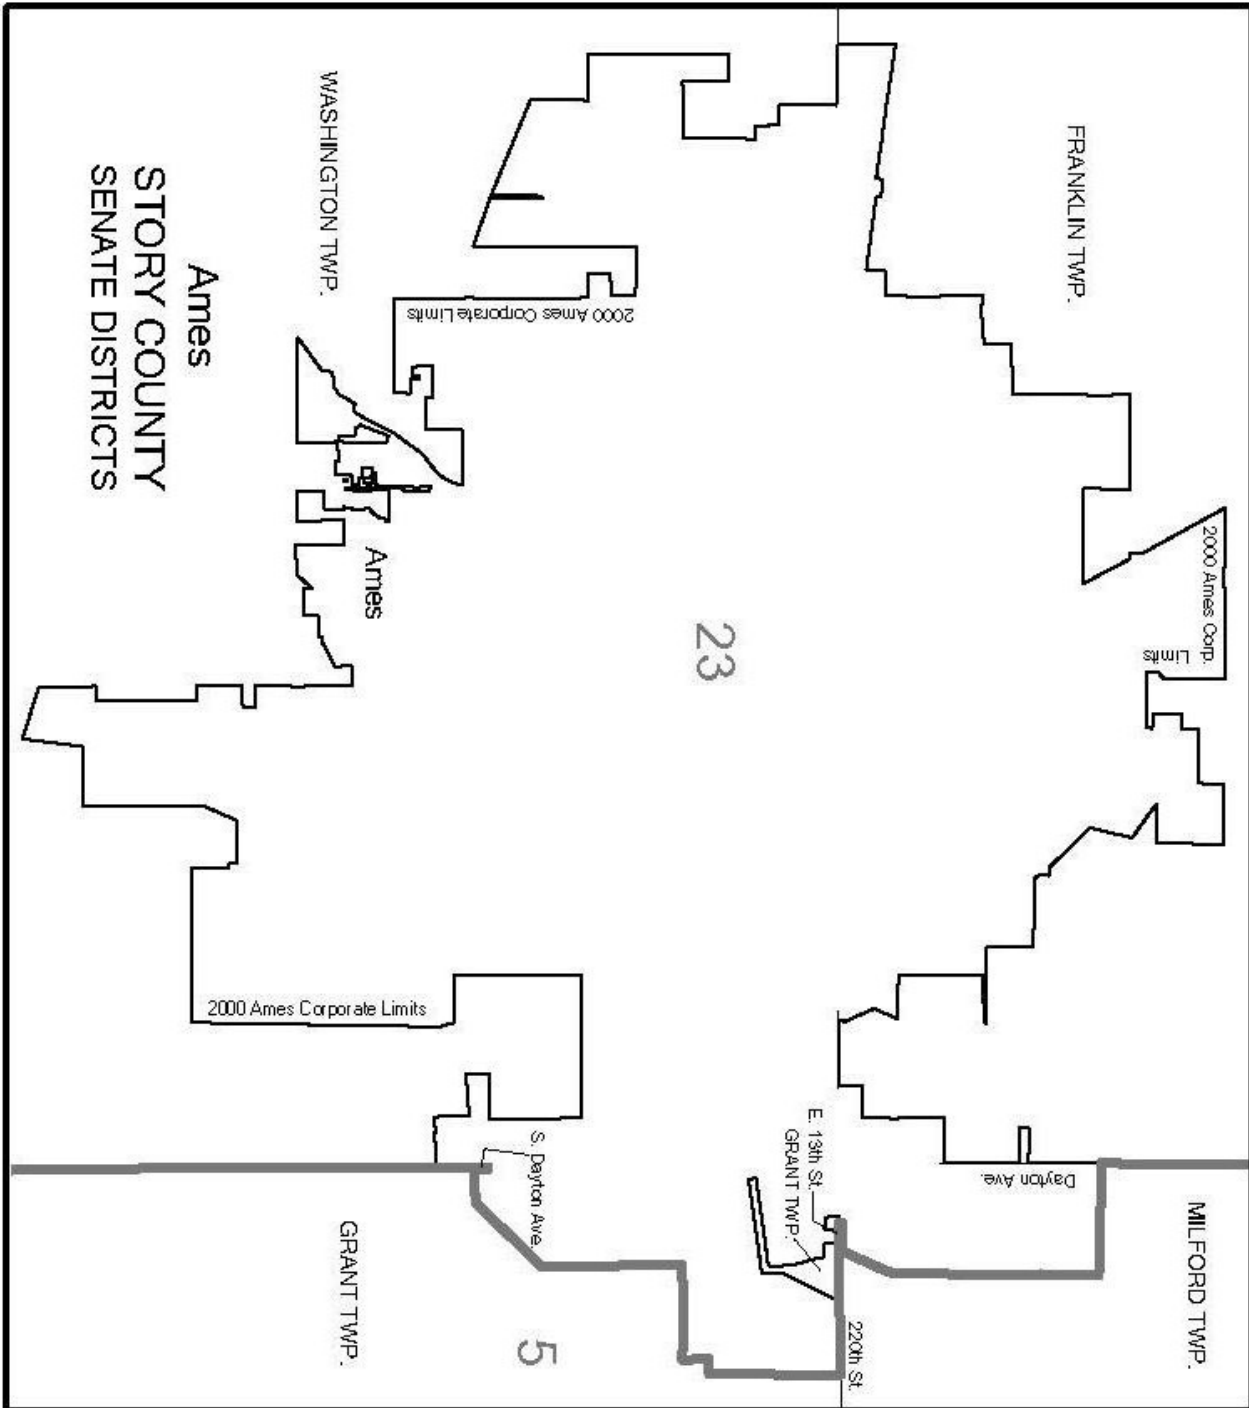 FRANKLIN TWP.
2000 Ames Corp.
Limits
MILFORD TWP.
Dayton Ave.
E. 13th St.
GRANT TWP.
220th St.
23
2000 Ames Corporate Limits
WASHINGTON TWP.
S. Dayton Ave.
5
Ames
2000 Ames Corporate Limits
GRANT TWP.
Ames
STORY COUNTY
SENATE DISTRICTS